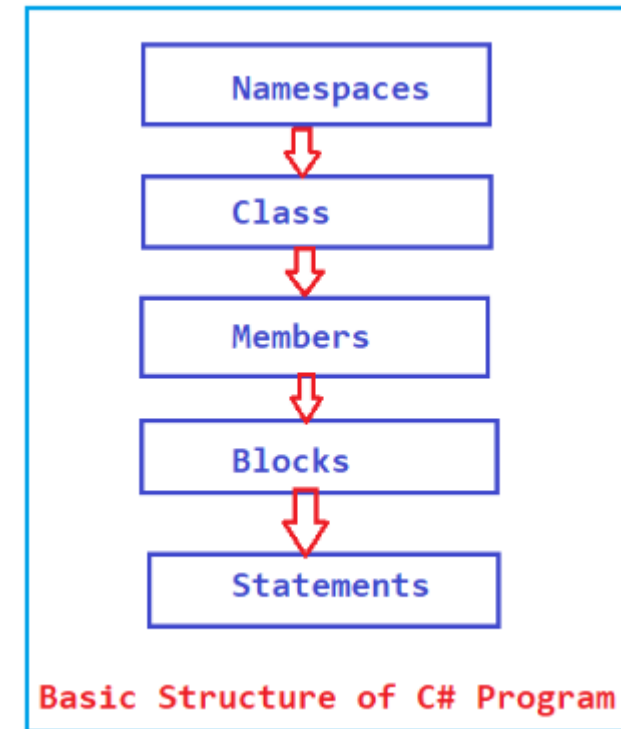 Namespaces
Class
Members
Blocks
Statements
Basic Structure of C# Program